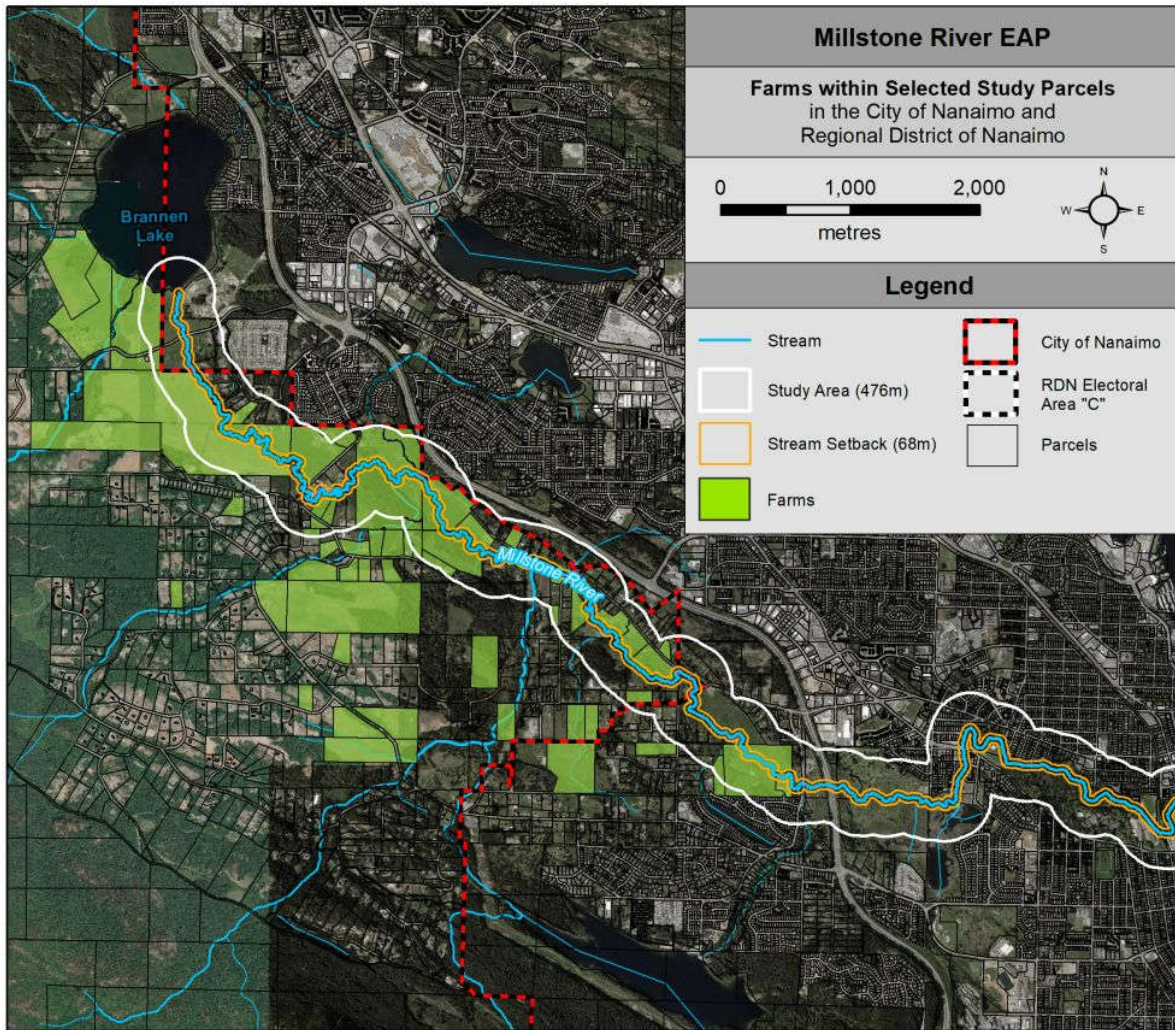 Millstone River EAP
Farms within Selected Study Parcels
in the City of Nanaimo and
Regional District of Nanaimo
0 1,000 2,000
metres
N
W E
S
Legend
Stream
City of Nanaimo
Study Area (476m)
RDN Electoral
Area "C"
Stream Setback (68m)
Parcels
Farms
Brannen
Lake
Millstone River